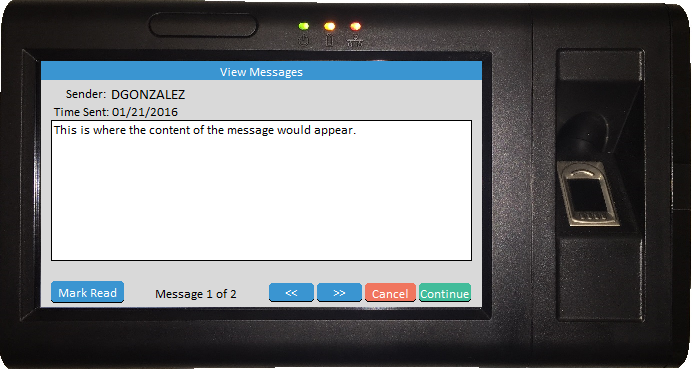 View Messages
Sender: DGONZALEZ
Time Sent: 01/21/2016
This is where the content of the message would appear.
Mark Read
Message 1 of 2
<<
>>
Cancel
Continue